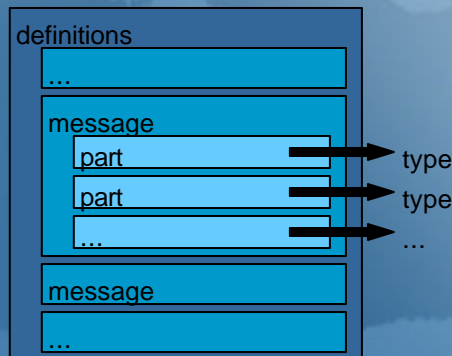 definitions
...
message
part type
part type
... ...
message
...